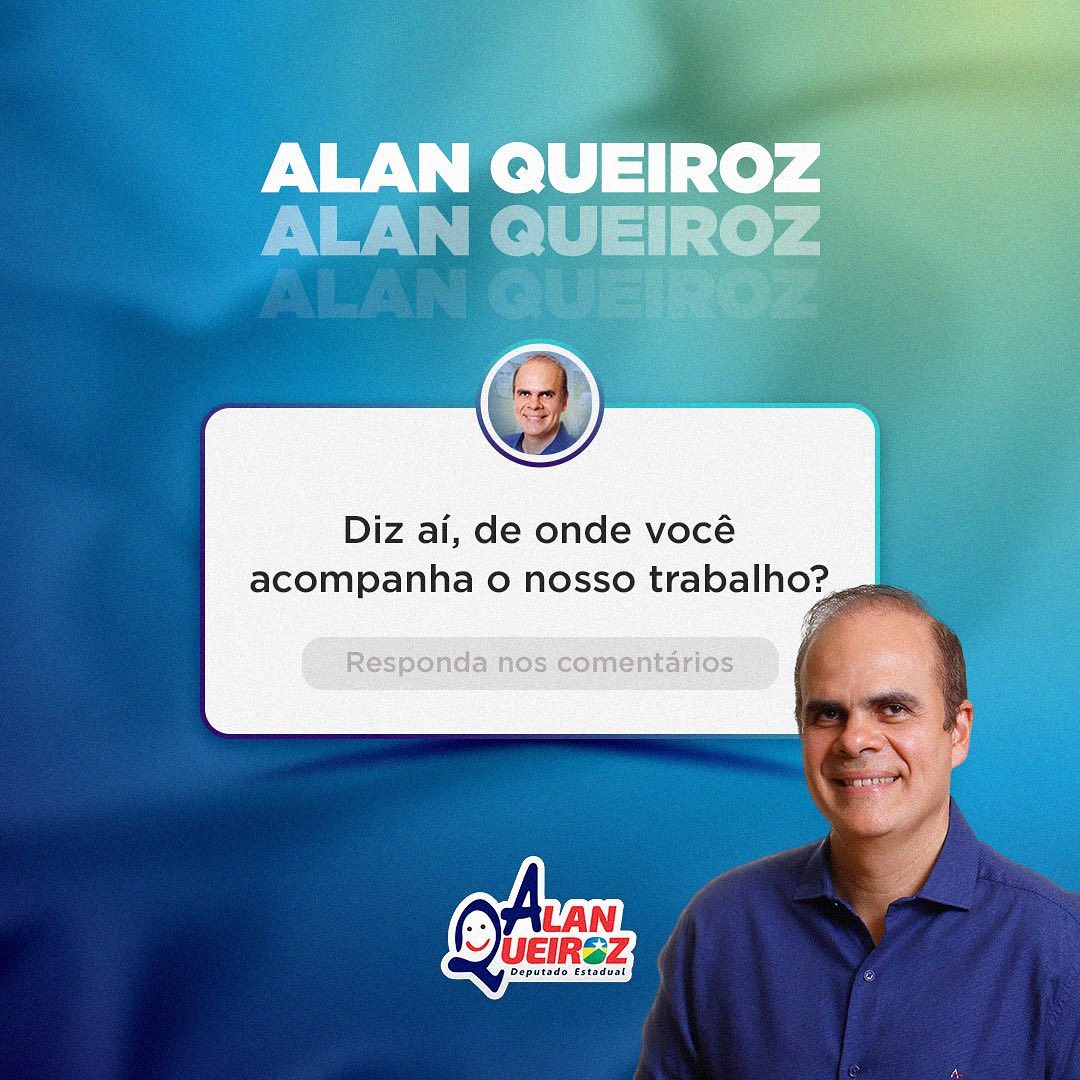 ALAN QUEIROZ
ALAN QUEIROZ
ALAN QUEIROZ
Diz aí, de onde você
acompanha o nosso trabalho?
Responda nos comentários
ALAN
QUEIROZ
Deputado Estadual